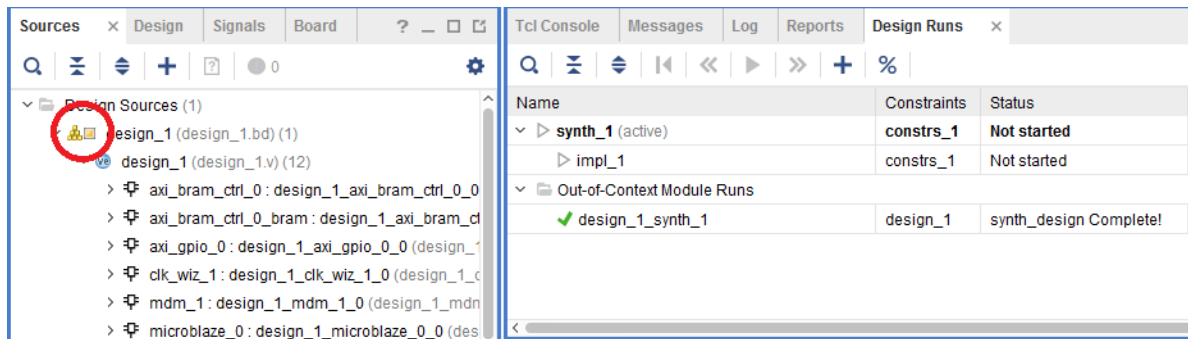 Sources × Design Signals Board ? _
0
Design Sources (1)
design_1 (design_1.bd) (1)
ve design_1 (design_1.v) (12)
axi_bram_ctrl_0 : design_1_axi_bram_ctrl_0_0
axi_bram_ctrl_0_bram : design_1_axi_bram_ct
axi_gpio_0 : design_1_axi_gpio_0_0 (design_1
clk_wiz_1 : design_1_clk_wiz_1_0 (design_1_c
mdm_1 : design_1_mdm_1_0 (design_1_mdm
microblaze_0 : design_1_microblaze_0_0 (des
Tcl Console Messages Log Reports Design Runs ×
%
Name Constraints Status
synth_1 (active) constrs_1 Not started
impl_1 constrs_1 Not started
Out-of-Context Module Runs
design_1_synth_1 design_1 synth_design Complete!